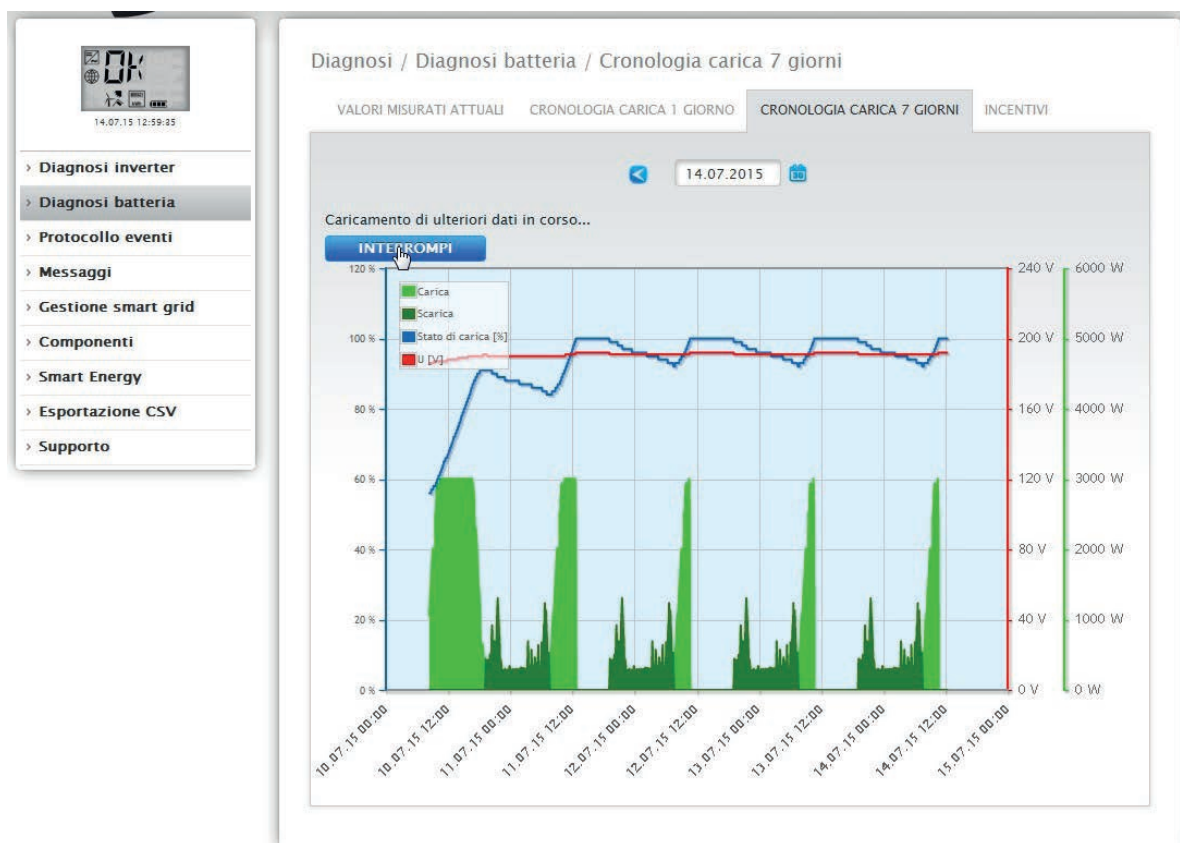 OK
14.07.15 12:59:35
› Diagnosi inverter
› Diagnosi batteria
› Protocollo eventi
› Messaggi
› Gestione smart grid
› Componenti
› Smart Energy
› Esportazione CSV
› Supporto
Diagnosi / Diagnosi batteria / Cronologia carica 7 giorni
VALORI MISURATI ATTUALI CRONOLOGIA CARICA 1 GIORNO CRONOLOGIA CARICA 7 GIORNI INCENTIVI
14.07.2015
Caricamento di ulteriori dati in corso...
INTERROMPI
120 % 240 V 6000 W
Carica
Scarica
100 % Stato di carica [%] 200 V 5000 W
U [V]
80 % 160 V 4000 W
60 % 120 V 3000 W
40 % 80 V 2000 W
20 % 40 V 1000 W
0 % 0 V 0 W
10.07.15 00:00 10.07.15 12:00 11.07.15 00:00 11.07.15 12:00 12.07.15 00:00 12.07.15 12:00 13.07.15 00:00 13.07.15 12:00 14.07.15 00:00 14.07.15 12:00 15.07.15 00:00